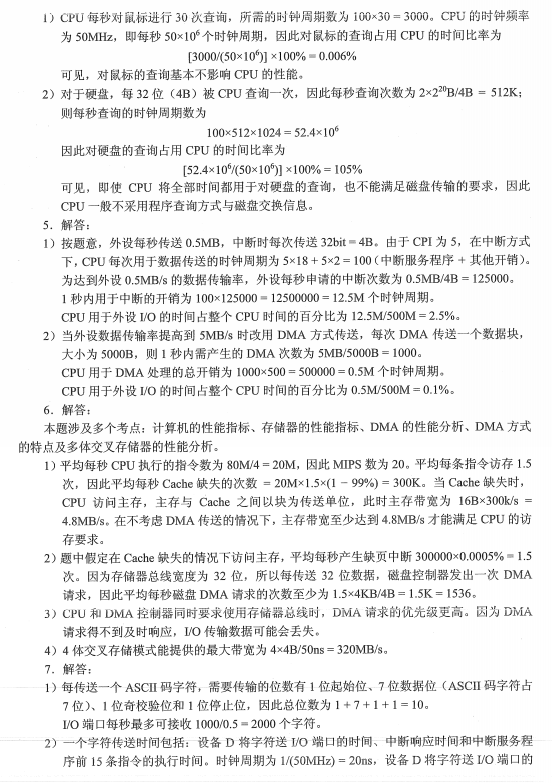 1）CPU 每秒对鼠标进行 30 次查询，所需的时钟周期数为 100×30 = 3000。CPU 的时钟频率
为 50MHz，即每秒 50×10⁶ 个时钟周期，因此对鼠标的查询占用 CPU 的时间比率为
[3000/(50×10⁶)] ×100% = 0.006%
可见，对鼠标的查询基本不影响 CPU 的性能。
2）对于硬盘，每 32 位（4B）被 CPU 查询一次，因此每秒查询次数为 2×2²⁰B/4B = 512K；
则每秒查询的时钟周期数为
100×512×1024 = 52.4×10⁶
因此对硬盘的查询占用 CPU 的时间比率为
[52.4×10⁶/(50×10⁶)] ×100% = 105%
可见，即使 CPU 将全部时间都用于对硬盘的查询，也不能满足磁盘传输的要求，因此
CPU 一般不采用程序查询方式与磁盘交换信息。
5．解答：
1）按题意，外设每秒传送 0.5MB，中断时每次传送 32bit = 4B。由于 CPI 为 5，在中断方式
下，CPU 每次用于数据传送的时钟周期为 5×18 + 5×2 = 100（中断服务程序 + 其他开销）。
为达到外设 0.5MB/s 的数据传输率，外设每秒申请的中断次数为 0.5MB/4B = 125000。
1 秒内用于中断的开销为 100×125000 = 12500000 = 12.5M 个时钟周期。
CPU 用于外设 I/O 的时间占整个 CPU 时间的百分比为 12.5M/500M = 2.5%。
2）当外设数据传输率提高到 5MB/s 时改用 DMA 方式传送，每次 DMA 传送一个数据块，
大小为 5000B，则 1 秒内需产生的 DMA 次数为 5MB/5000B = 1000。
CPU 用于 DMA 处理的总开销为 1000×500 = 500000 = 0.5M 个时钟周期。
CPU 用于外设 I/O 的时间占整个 CPU 时间的百分比为 0.5M/500M = 0.1%。
6．解答：
本题涉及多个考点：计算机的性能指标、存储器的性能指标、DMA 的性能分析、DMA 方式
的特点及多体交叉存储器的性能分析。
1）平均每秒 CPU 执行的指令数为 80M/4 = 20M，因此 MIPS 数为 20。平均每条指令访存 1.5
次，因此平均每秒 Cache 缺失的次数 = 20M×1.5×(1 − 99%) = 300K。当 Cache 缺失时，
CPU 访问主存，主存与 Cache 之间以块为传送单位，此时主存带宽为 16B×300k/s =
4.8MB/s。在不考虑 DMA 传送的情况下，主存带宽至少达到 4.8MB/s 才能满足 CPU 的访
存要求。
2）题中假定在 Cache 缺失的情况下访问主存，平均每秒产生缺页中断 300000×0.0005% = 1.5
次。因为存储器总线宽度为 32 位，所以每传送 32 位数据，磁盘控制器发出一次 DMA
请求，因此平均每秒磁盘 DMA 请求的次数至少为 1.5×4KB/4B = 1.5K = 1536。
3）CPU 和 DMA 控制器同时要求使用存储器总线时，DMA 请求的优先级更高。因为 DMA
请求得不到及时响应，I/O 传输数据可能会丢失。
4）4 体交叉存储模式能提供的最大带宽为 4×4B/50ns = 320MB/s。
7．解答：
1）每传送一个 ASCII 码字符，需要传输的位数有 1 位起始位、7 位数据位（ASCII 码字符占
7 位）、1 位奇校验位和 1 位停止位，因此总位数为 1 + 7 + 1 + 1 = 10。
I/O 端口每秒最多可接收 1000/0.5 = 2000 个字符。
2）一个字符传送时间包括：设备 D 将字符送 I/O 端口的时间、中断响应时间和中断服务程
序前 15 条指令的执行时间。时钟周期为 1/(50MHz) = 20ns，设备 D 将字符送 I/O 端口的